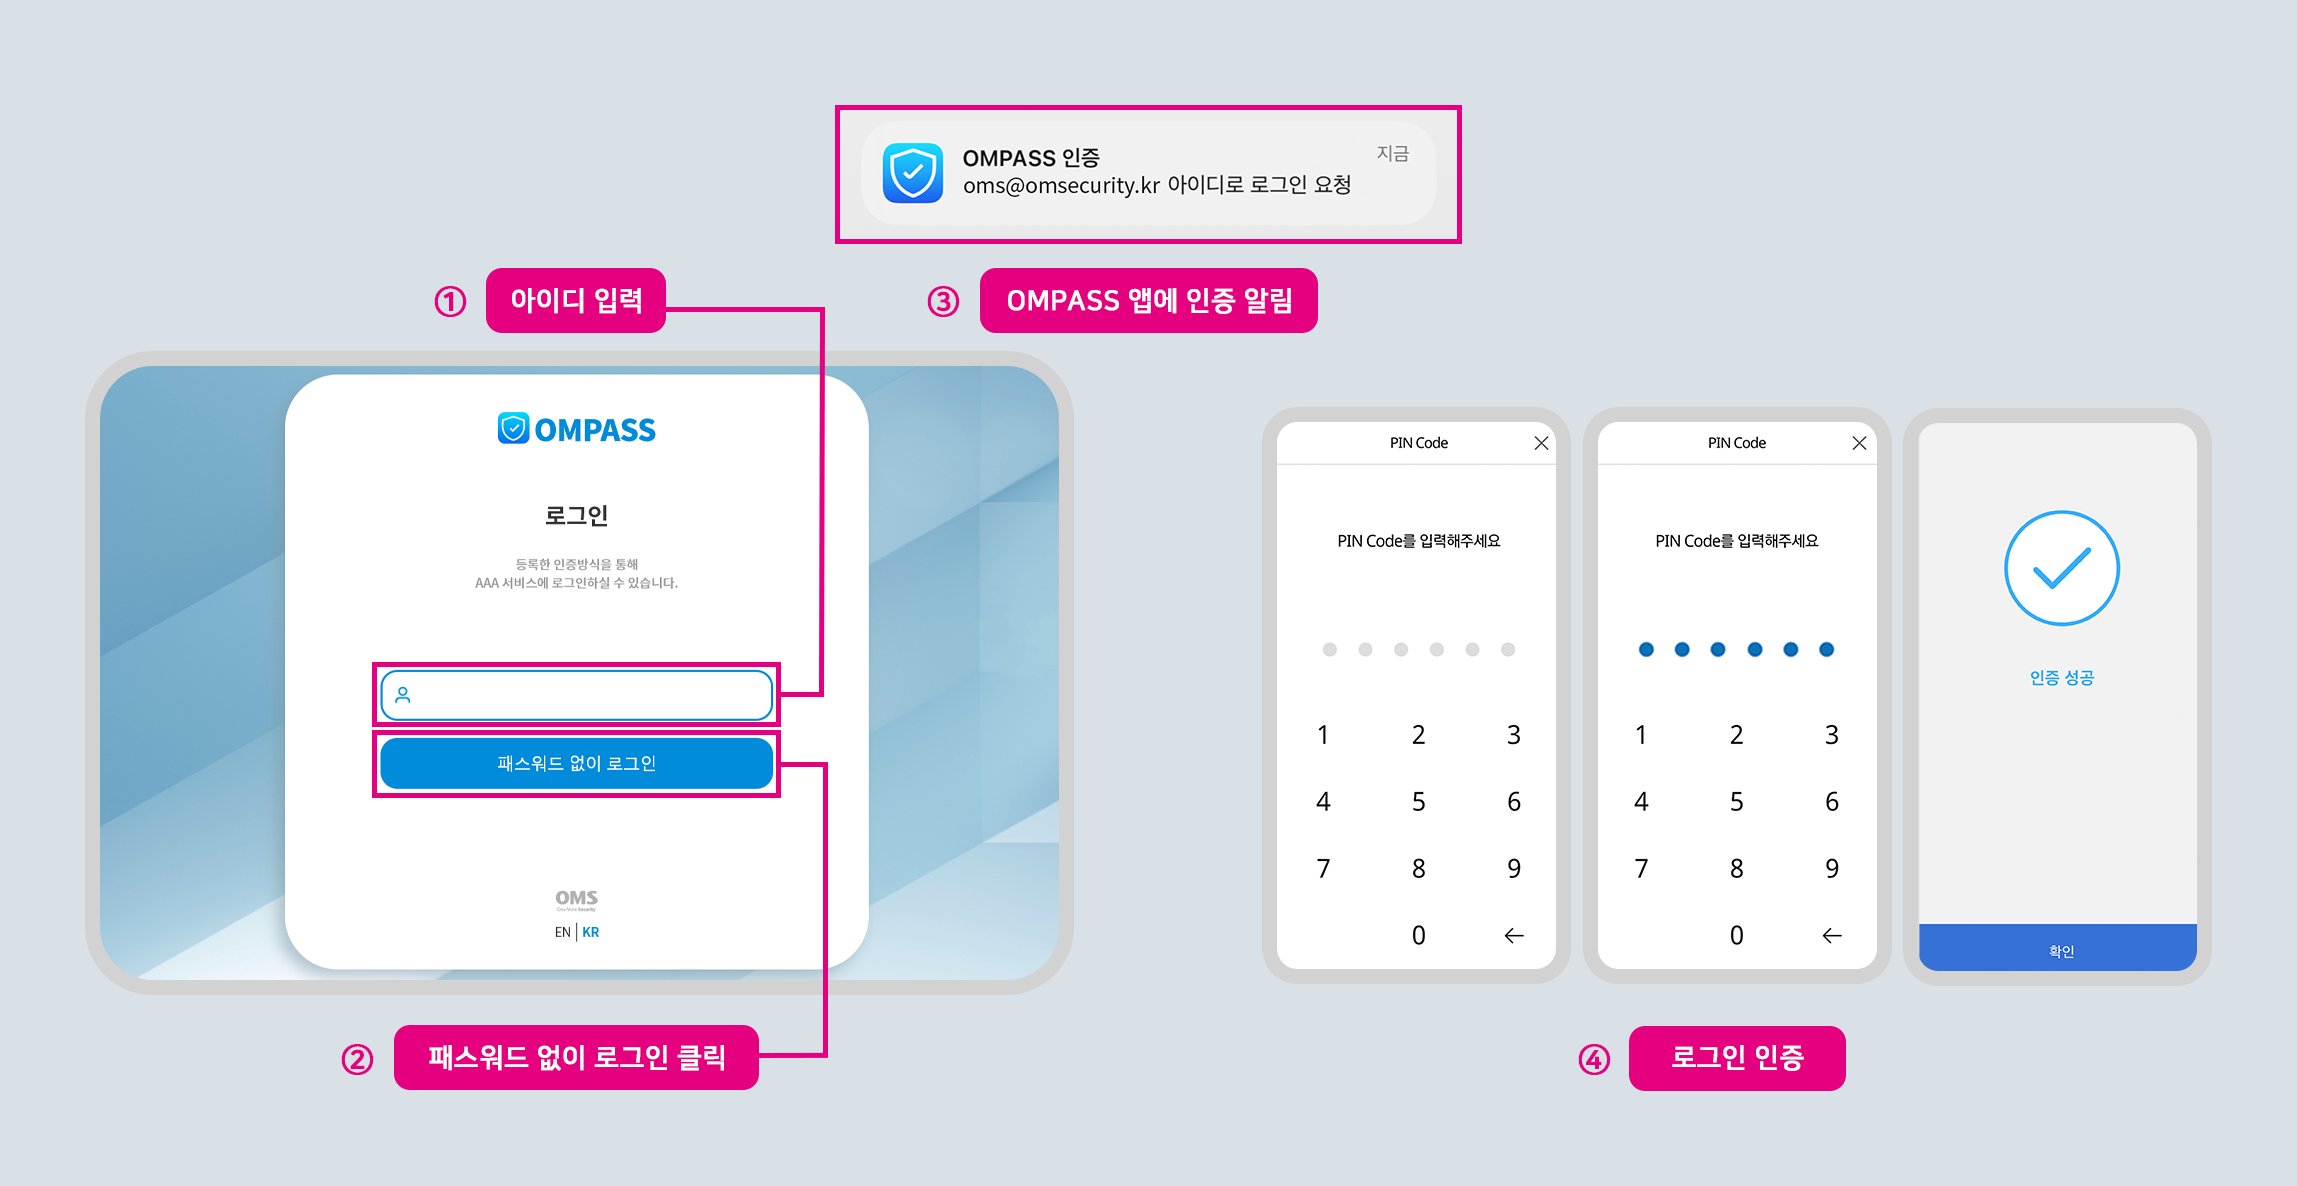 OMPASS 인증
지금
oms@omsecurity.kr 아이디로 로그인 요청
① 아이디 입력
③ OMPASS 앱에 인증 알림
OMPASS
로그인
등록한 인증방식을 통해
AAA 서비스에 로그인하실 수 있습니다.
패스워드 없이 로그인
OMS
One More Security
EN | KR
② 패스워드 없이 로그인 클릭
PIN Code
PIN Code를 입력해주세요
1 2 3
4 5 6
7 8 9
0 ←
PIN Code
PIN Code를 입력해주세요
1 2 3
4 5 6
7 8 9
0 ←
인증 성공
확인
④ 로그인 인증